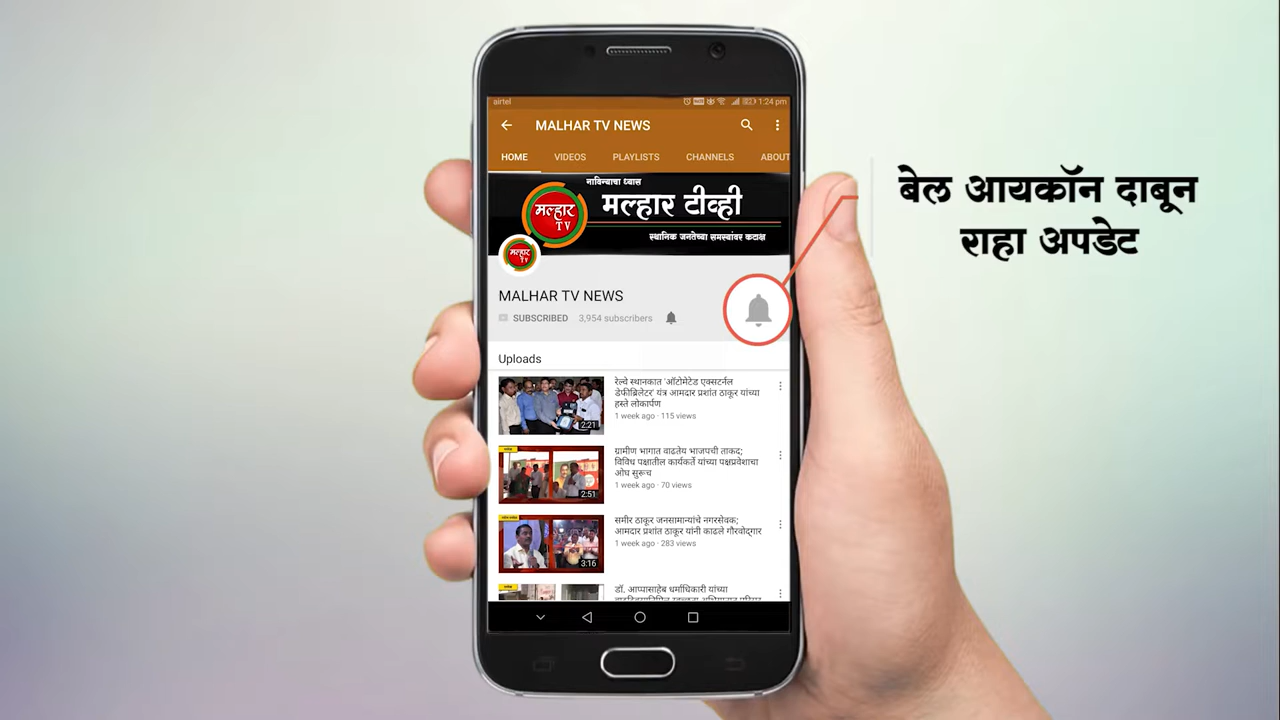 airtel
1:24 pm
MALHAR TV NEWS
HOME VIDEOS PLAYLISTS CHANNELS ABOUT
नाविन्याचा ध्यास
मल्हार टीव्ही
मल्हार
TV
स्थानिक जनतेच्या समस्यांवर कटाक्ष
मल्हार
TV
MALHAR TV NEWS
SUBSCRIBED 3,954 subscribers
बेल आयकॉन दाबून
राहा अपडेट
Uploads
रेल्वे स्थानकात 'ऑटोमेटेड एक्सटर्नल
डेफीब्रिलेटर' यंत्र आमदार प्रशांत ठाकूर यांच्या
हस्ते लोकार्पण
1 week ago · 115 views
2:21
ग्रामीण भागात वाढतेय भाजपची ताकद;
विविध पक्षातील कार्यकर्ते यांच्या पक्षप्रवेशाचा
ओघ सुरूच
1 week ago · 70 views
2:51
समीर ठाकूर जनसामान्यांचे नगरसेवक;
आमदार प्रशांत ठाकूर यांनी काढले गौरवोद्गार
1 week ago · 283 views
3:16
डॉ. आप्पासाहेब धर्माधिकारी यांच्या